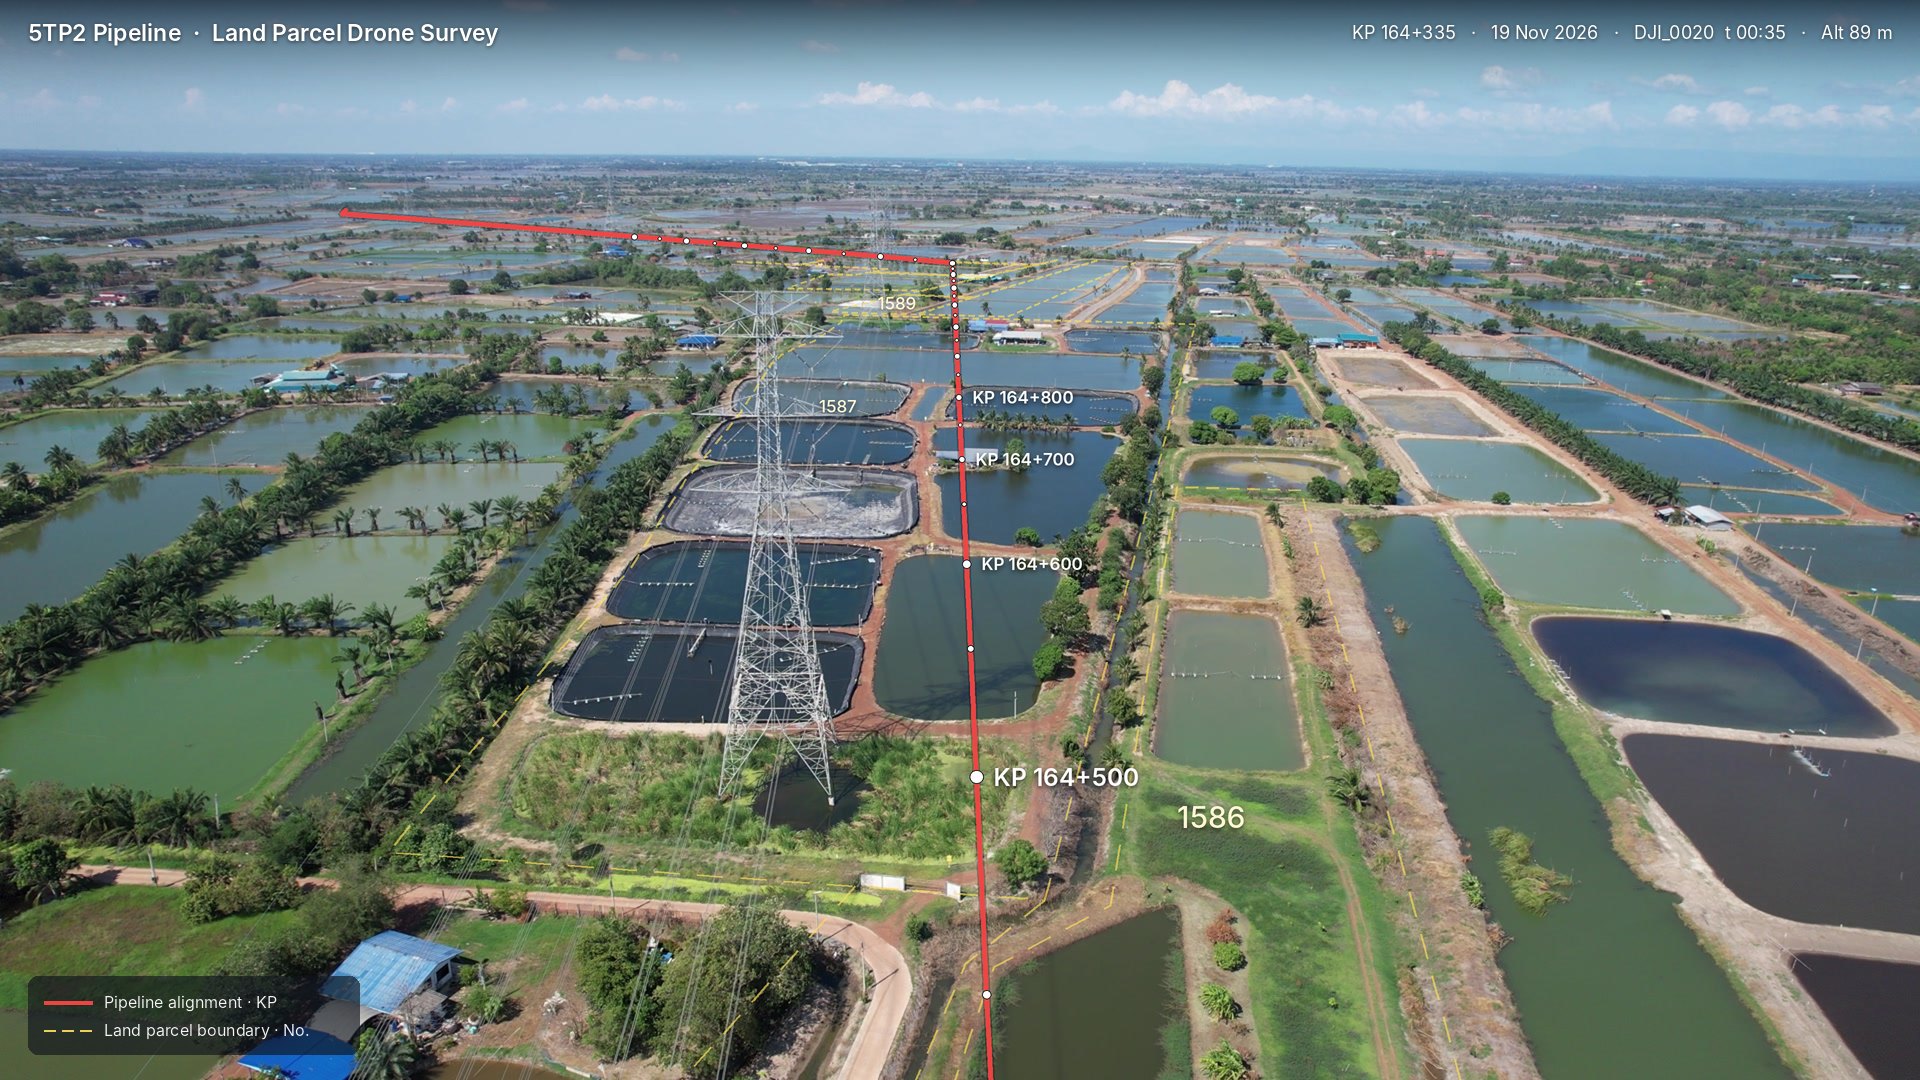 5TP2 Pipeline · Land Parcel Drone Survey
KP 164+335 · 19 Nov 2026 · DJI_0020 t 00:35 · Alt 89 m
1589
KP 164+800
1587
KP 164+700
KP 164+600
KP 164+500
1586
Pipeline alignment · KP
Land parcel boundary · No.